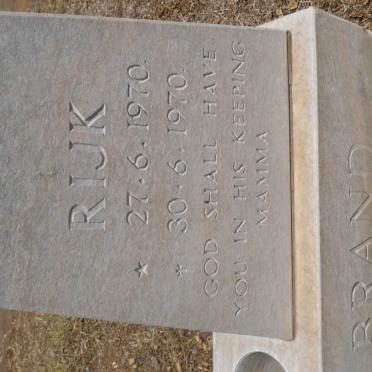 RIJK
☆ 27.6.1970.
✝ 30.6.1970.
GOD SHALL HAVE
YOU IN HIS KEEPING
MAMMA
BRAND